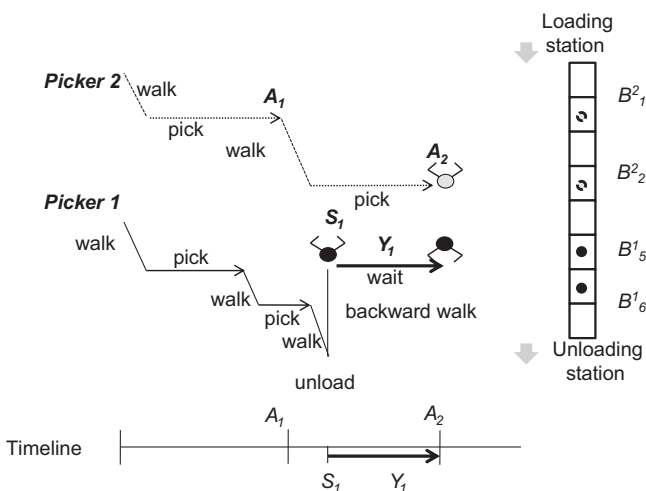 Loading
station
Picker 2
walk
A₁
B²₁
pick
walk
A₂
B²₂
pick
Picker 1
S₁
Y₁
walk
pick
wait
B¹₅
walk
pick
backward walk
B¹₆
walk
Unloading
station
unload
A₁
A₂
Timeline
S₁
Y₁